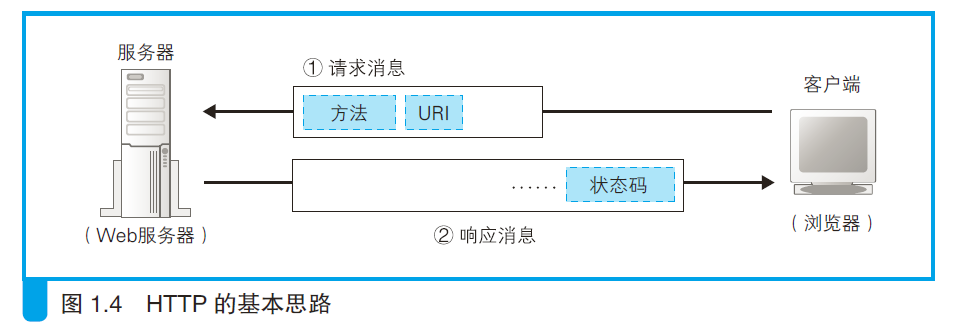 服务器
① 请求消息
客户端
方法 URI
…… 状态码
（Web服务器）
② 响应消息
（浏览器）
图 1.4 HTTP 的基本思路